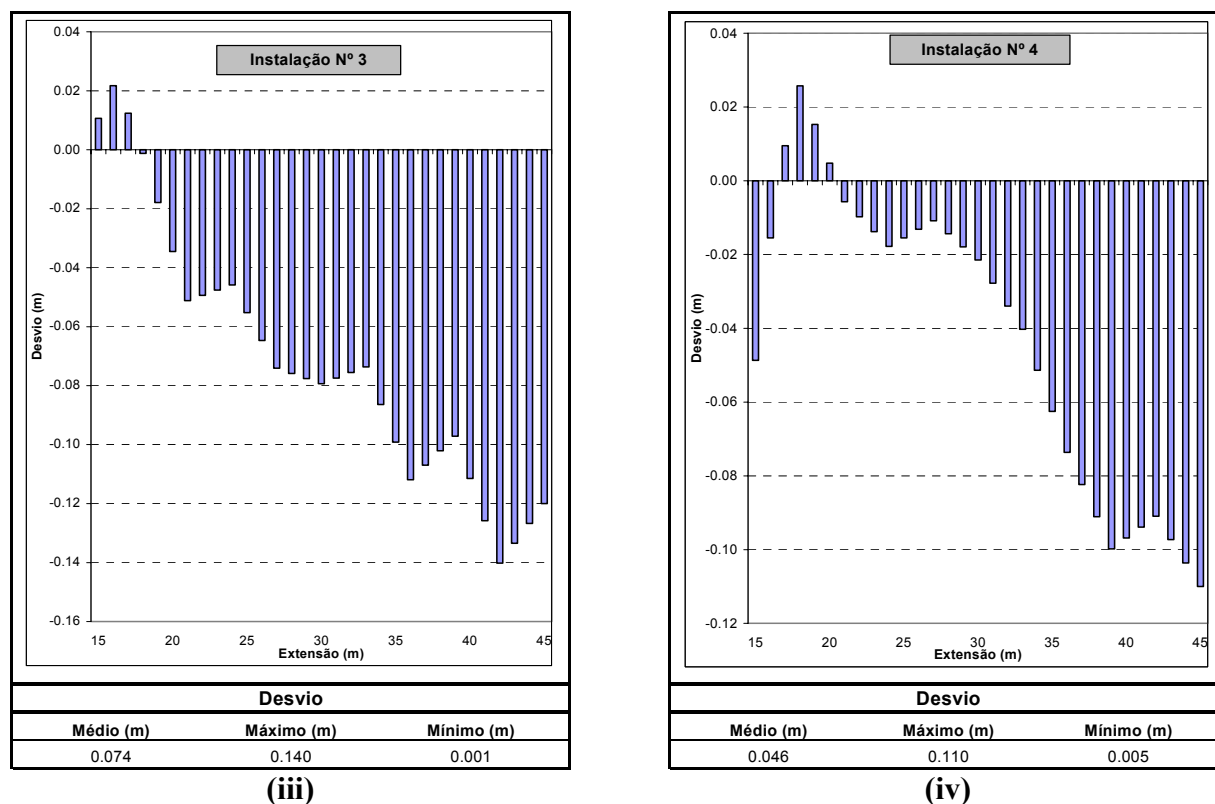 Instalação Nº 3
0.04
0.02
0.00
-0.02
-0.04
-0.06
-0.08
-0.10
-0.12
-0.14
-0.16
Desvio (m)
15 20 25 30 35 40 45
Extensão (m)
Desvio
Médio (m) Máximo (m) Mínimo (m)
0.074 0.140 0.001
(iii)
Instalação Nº 4
0.04
0.02
0.00
-0.02
-0.04
-0.06
-0.08
-0.10
-0.12
Desvio (m)
15 20 25 30 35 40 45
Extensão (m)
Desvio
Médio (m) Máximo (m) Mínimo (m)
0.046 0.110 0.005
(iv)